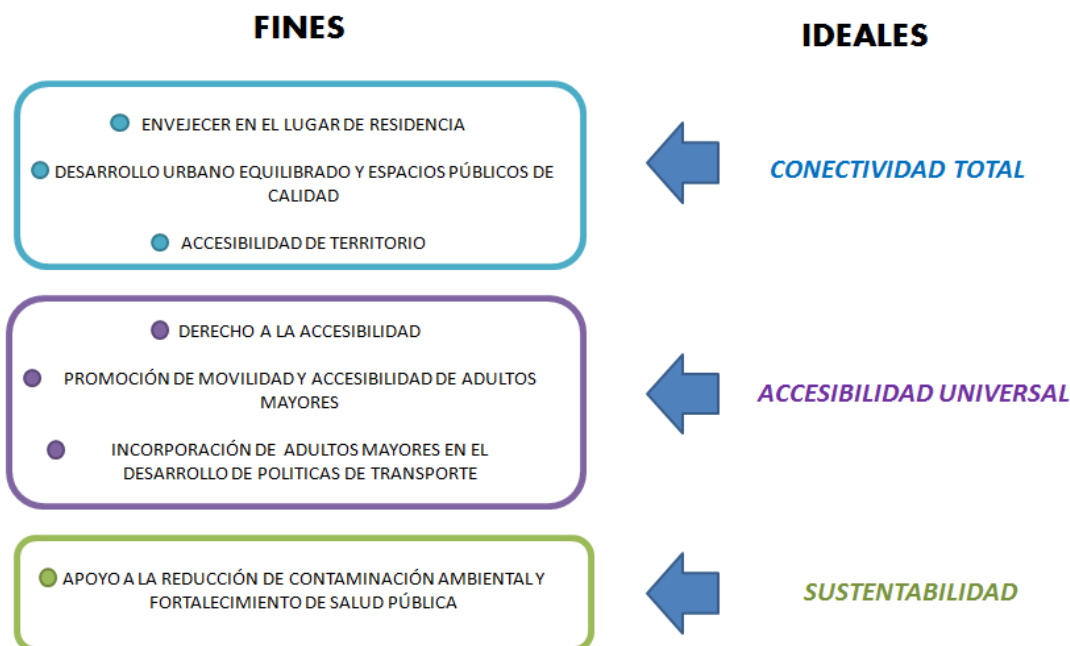 FINES
IDEALES
ENVEJECER EN EL LUGAR DE RESIDENCIA
DESARROLLO URBANO EQUILIBRADO Y ESPACIOS PÚBLICOS DE
CALIDAD
ACCESIBILIDAD DE TERRITORIO
CONECTIVIDAD TOTAL
DERECHO A LA ACCESIBILIDAD
PROMOCIÓN DE MOVILIDAD Y ACCESIBILIDAD DE ADULTOS
MAYORES
INCORPORACIÓN DE ADULTOS MAYORES EN EL
DESARROLLO DE POLITICAS DE TRANSPORTE
ACCESIBILIDAD UNIVERSAL
APOYO A LA REDUCCIÓN DE CONTAMINACIÓN AMBIENTAL Y
FORTALECIMIENTO DE SALUD PÚBLICA
SUSTENTABILIDAD